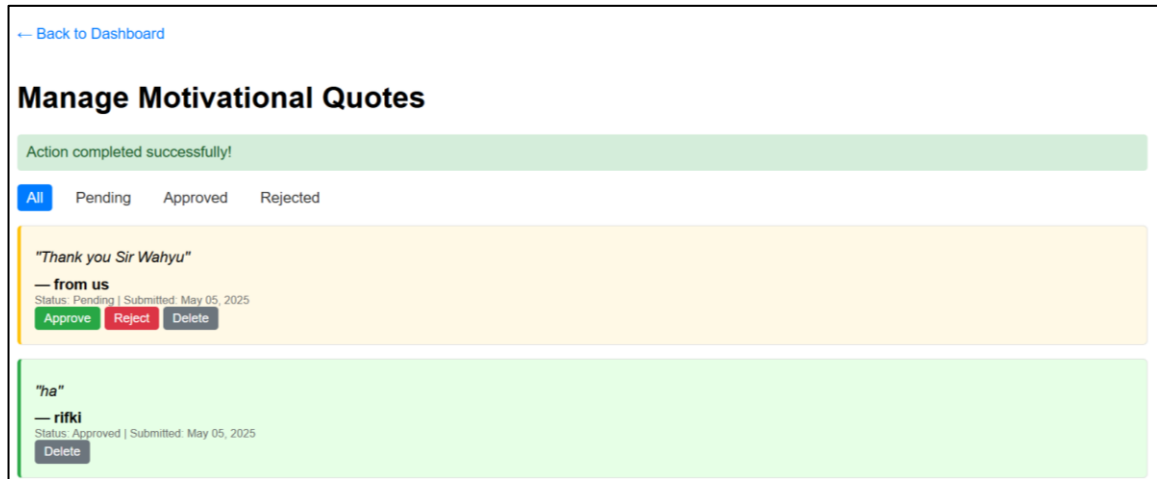 ← Back to Dashboard
Manage Motivational Quotes
Action completed successfully!
All Pending Approved Rejected
"Thank you Sir Wahyu"
— from us
Status: Pending | Submitted: May 05, 2025
Approve Reject Delete
"ha"
— rifki
Status: Approved | Submitted: May 05, 2025
Delete